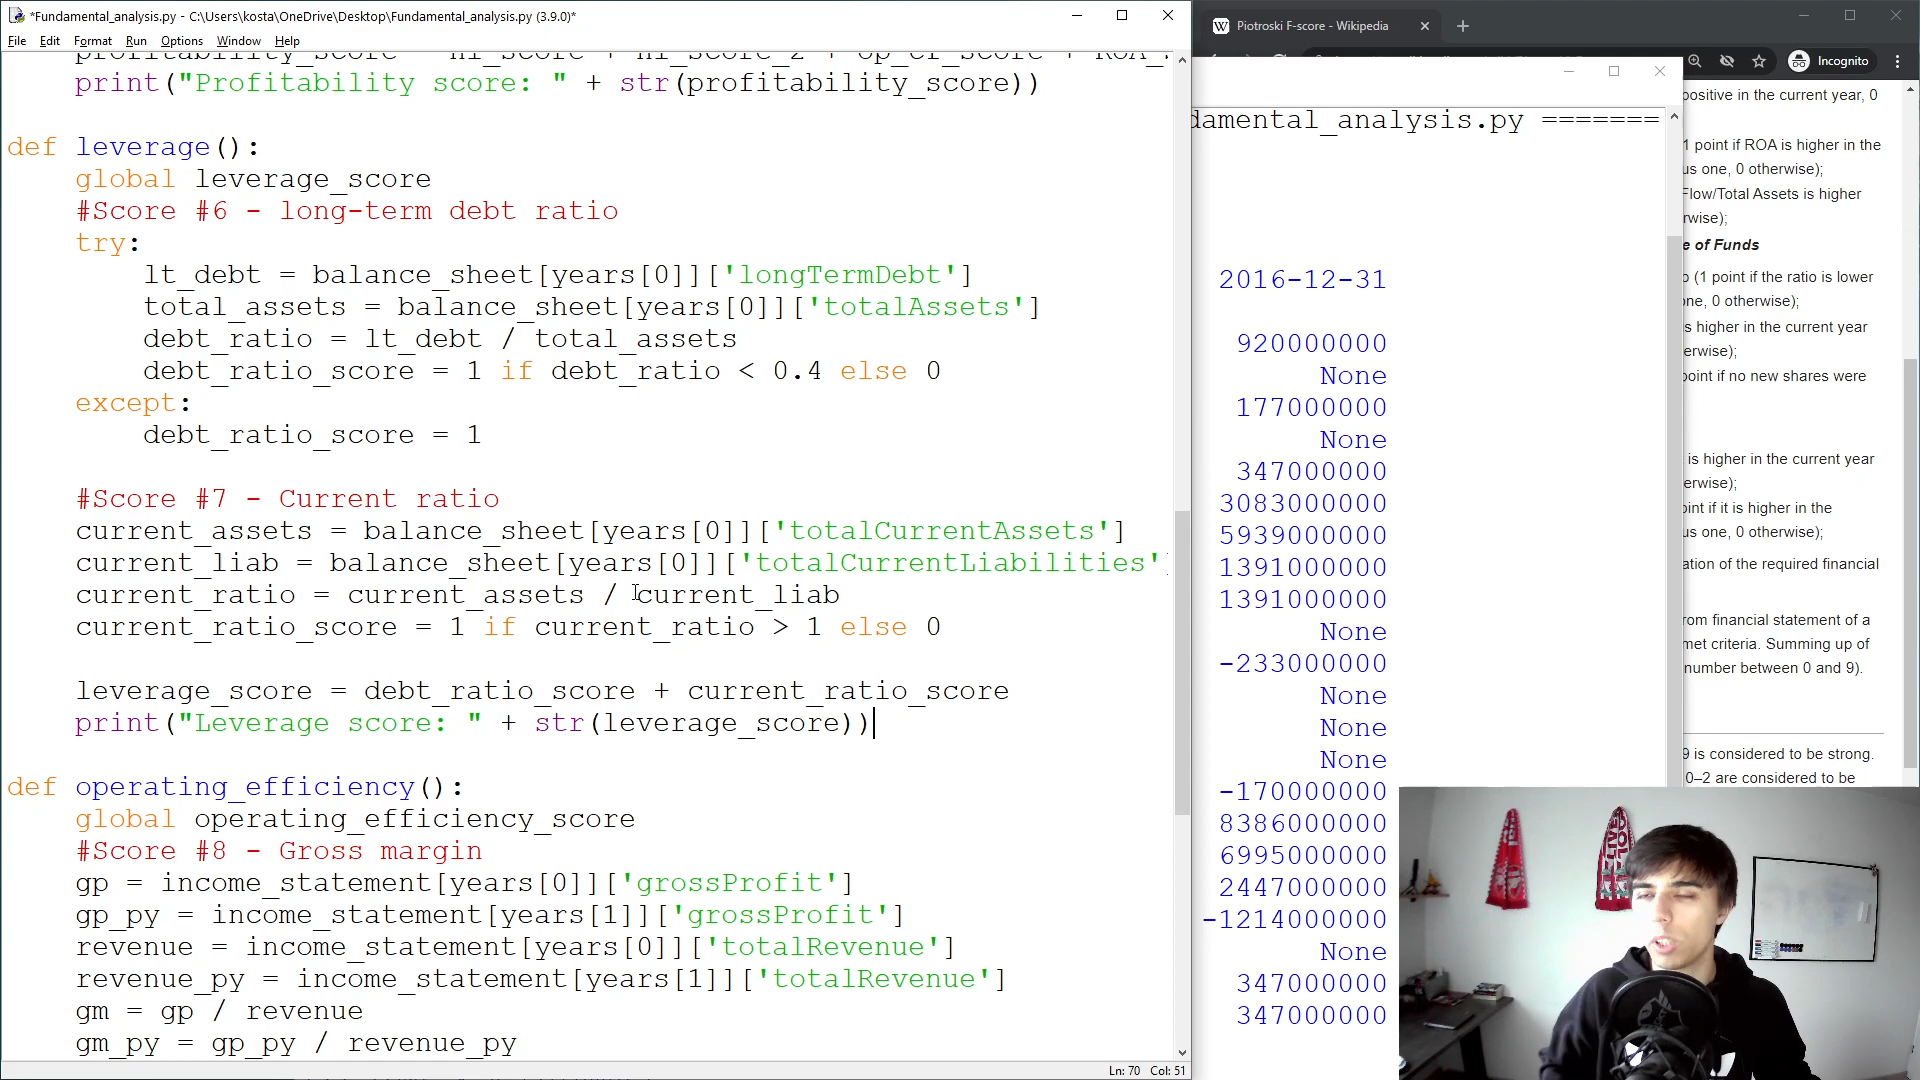 *Fundamental_analysis.py - C:\Users\kosta\OneDrive\Desktop\Fundamental_analysis.py (3.9.0)*
File Edit Format Run Options Window Help
print("Profitability score: " + str(profitability_score))
def leverage():
global leverage_score
#Score #6 - long-term debt ratio
try:
lt_debt = balance_sheet[years[0]]['longTermDebt']
total_assets = balance_sheet[years[0]]['totalAssets']
debt_ratio = lt_debt / total_assets
debt_ratio_score = 1 if debt_ratio < 0.4 else 0
except:
debt_ratio_score = 1
#Score #7 - Current ratio
current_assets = balance_sheet[years[0]]['totalCurrentAssets']
current_liab = balance_sheet[years[0]]['totalCurrentLiabilities']
current_ratio = current_assets / current_liab
current_ratio_score = 1 if current_ratio > 1 else 0
leverage_score = debt_ratio_score + current_ratio_score
print("Leverage score: " + str(leverage_score))
def operating_efficiency():
global operating_efficiency_score
#Score #8 - Gross margin
gp = income_statement[years[0]]['grossProfit']
gp_py = income_statement[years[1]]['grossProfit']
revenue = income_statement[years[0]]['totalRevenue']
revenue_py = income_statement[years[1]]['totalRevenue']
gm = gp / revenue
gm_py = gp_py / revenue_py
Ln: 70 Col: 51
damental_analysis.py =======
2016-12-31
920000000
None
177000000
None
347000000
3083000000
5939000000
1391000000
1391000000
None
-233000000
None
None
None
-170000000
8386000000
6995000000
2447000000
-1214000000
None
347000000
347000000
Piotroski F-score - Wikipedia
Incognito
positive in the current year, 0
1 point if ROA is higher in the
us one, 0 otherwise);
Flow/Total Assets is higher
rwise);
e of Funds
o (1 point if the ratio is lower
one, 0 otherwise);
s higher in the current year
erwise);
point if no new shares were
is higher in the current year
erwise);
int if it is higher in the
us one, 0 otherwise);
ation of the required financial
rom financial statement of a
met criteria. Summing up of
number between 0 and 9).
9 is considered to be strong.
0–2 are considered to be